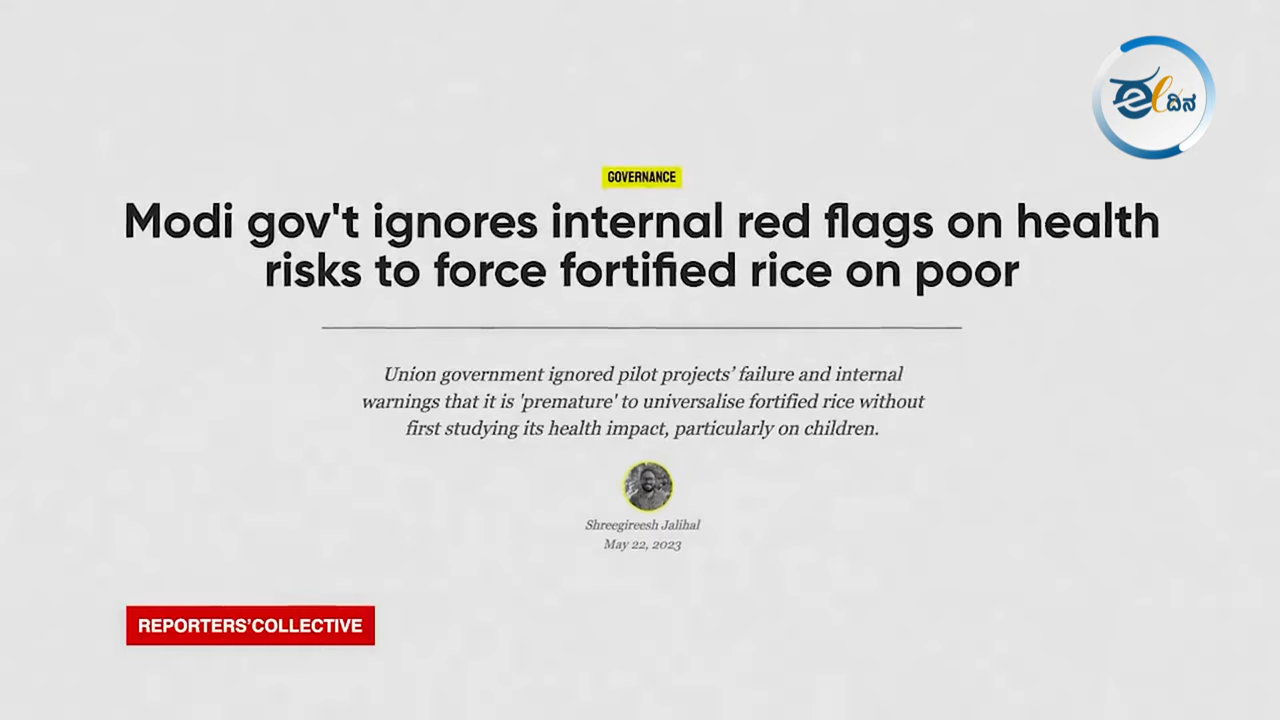 ದಿನ
GOVERNANCE
Modi gov't ignores internal red flags on health
risks to force fortified rice on poor
Union government ignored pilot projects’ failure and internal
warnings that it is 'premature' to universalise fortified rice without
first studying its health impact, particularly on children.
Shreegireesh Jalihal
May 22, 2023
REPORTERS’COLLECTIVE